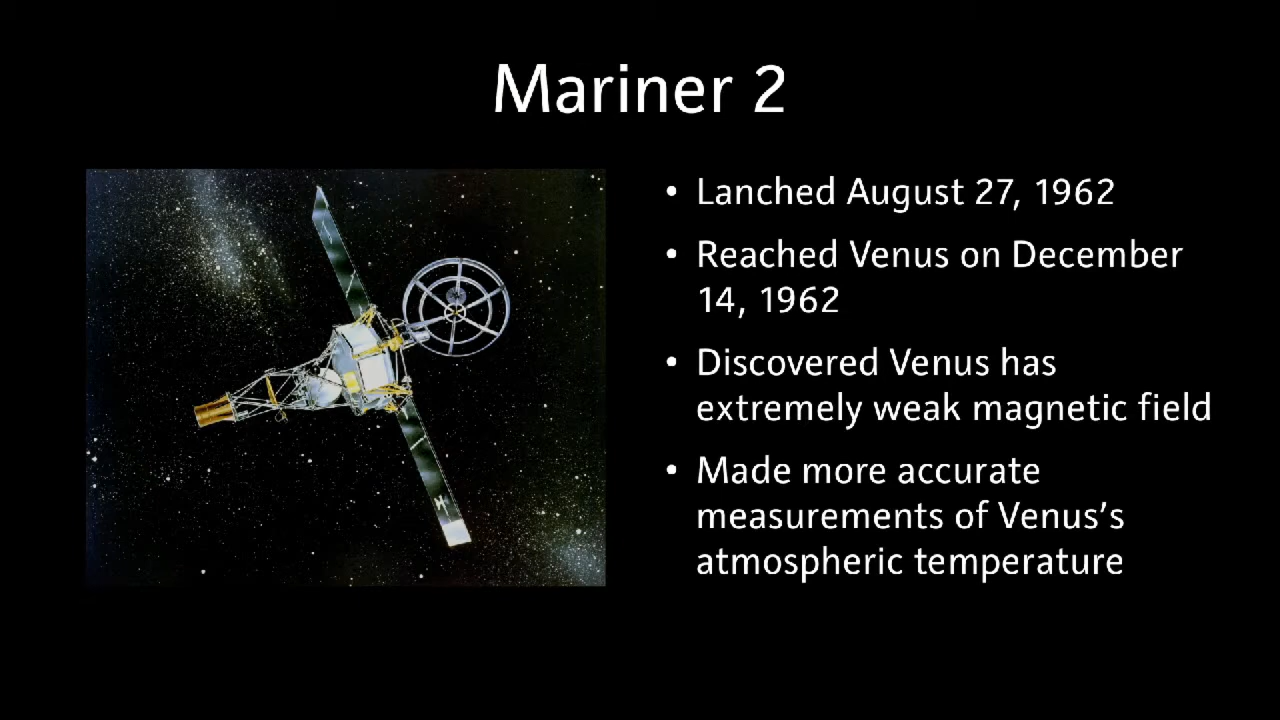 Mariner 2
• Lanched August 27, 1962
• Reached Venus on December
14, 1962
• Discovered Venus has
extremely weak magnetic field
• Made more accurate
measurements of Venus’s
atmospheric temperature